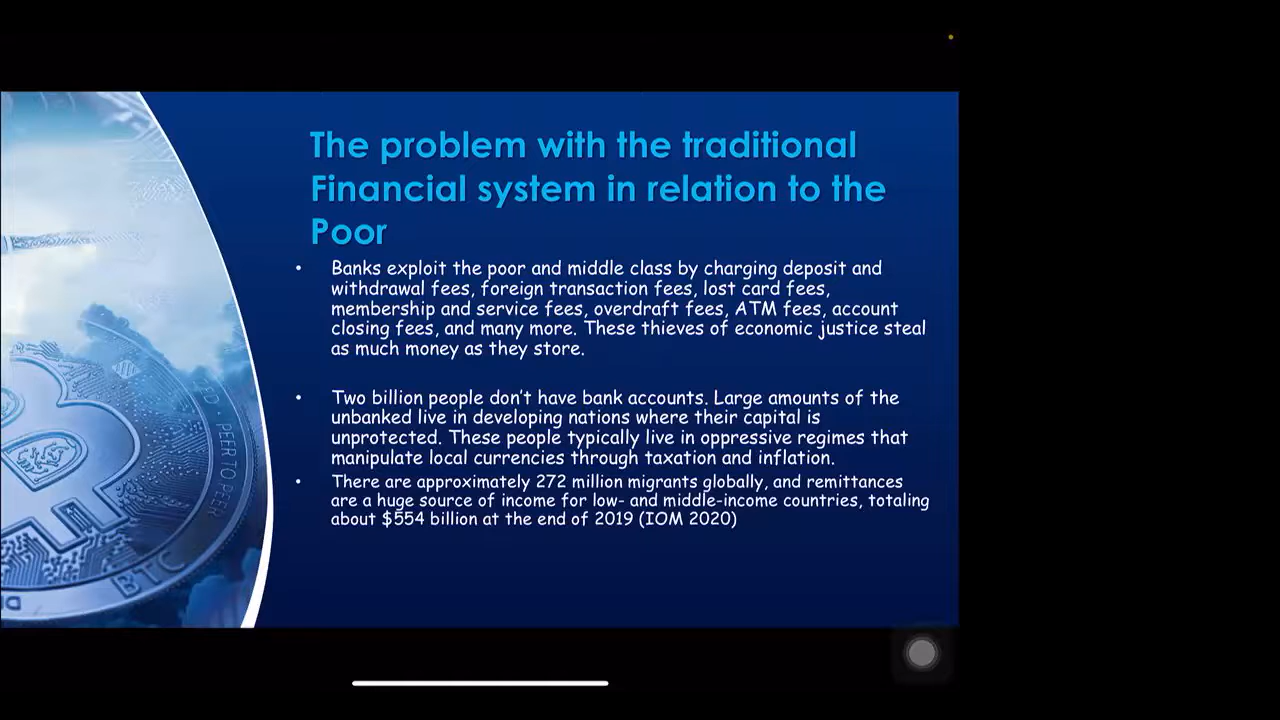 The problem with the traditional
Financial system in relation to the
Poor
• Banks exploit the poor and middle class by charging deposit and
withdrawal fees, foreign transaction fees, lost card fees,
membership and service fees, overdraft fees, ATM fees, account
closing fees, and many more. These thieves of economic justice steal
as much money as they store.
• Two billion people don't have bank accounts. Large amounts of the
unbanked live in developing nations where their capital is
unprotected. These people typically live in oppressive regimes that
manipulate local currencies through taxation and inflation.
• There are approximately 272 million migrants globally, and remittances
are a huge source of income for low- and middle-income countries, totaling
about $554 billion at the end of 2019 (IOM 2020)
PEER TO PEER
BTC